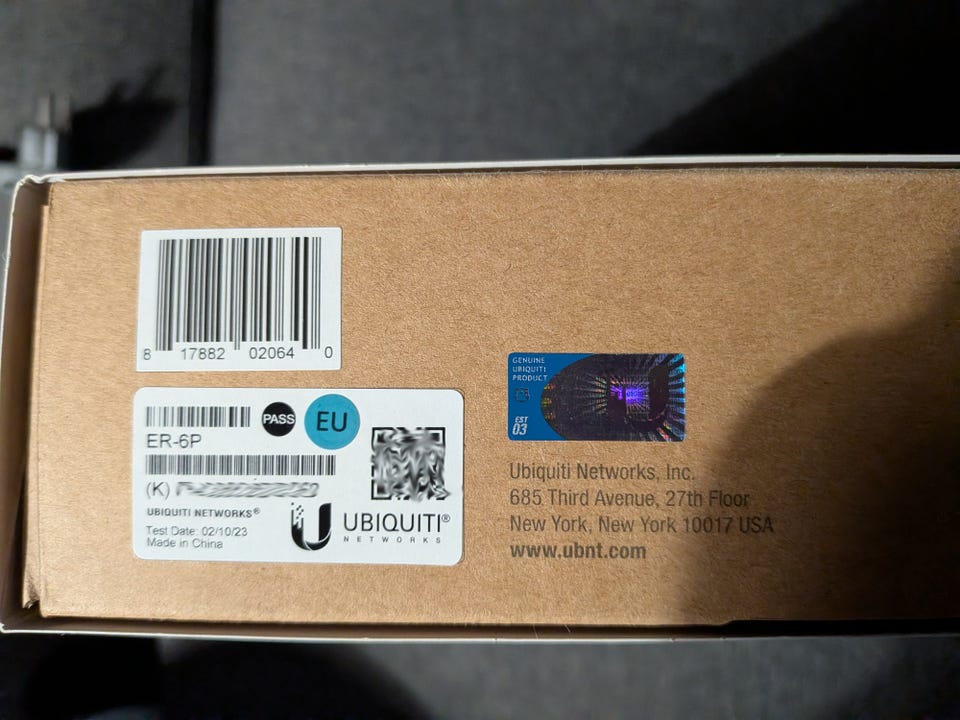 8 17882 02064 0
PASS
EU
ER-6P
(K)
UBIQUITI NETWORKS®
Test Date: 02/10/23
Made in China
UBIQUITI®
NETWORKS
GENUINE
UBIQUITI
PRODUCT
EST
03
Ubiquiti Networks, Inc.
685 Third Avenue, 27th Floor
New York, New York 10017 USA
www.ubnt.com